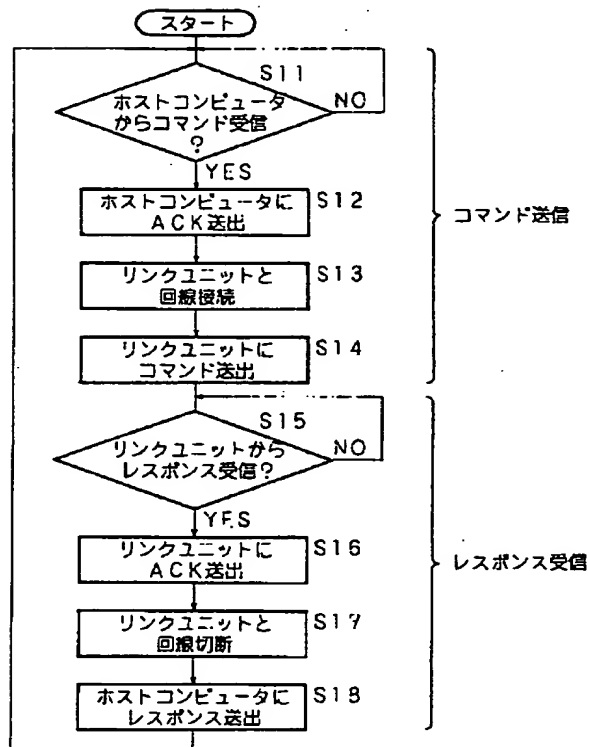 スタート
S11
ホストコンピュータ
からコマンド受信
?
NO
YES
ホストコンピュータに
ACK送出
S12
リンクユニットと
回線接続
S13
リンクユニットに
コマンド送出
S14
コマンド送信
S15
リンクユニットから
レスポンス受信?
NO
YES
リンクユニットに
ACK送出
S16
リンクユニットと
回線切断
S17
ホストコンピュータに
レスポンス送出
S18
レスポンス受信